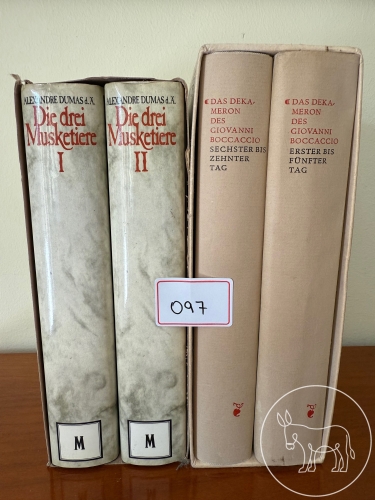 ALEXANDRE DUMAS d.Ä.
Die drei
Musketiere
I
M
ALEXANDRE DUMAS d.Ä.
Die drei
Musketiere
II
M
097
DAS DEKA-
MERON
DES
GIOVANNI
BOCCACCIO
SECHSTER BIS
ZEHNTER
TAG
DAS DEKA-
MERON
DES
GIOVANNI
BOCCACCIO
ERSTER BIS
FÜNFTER
TAG